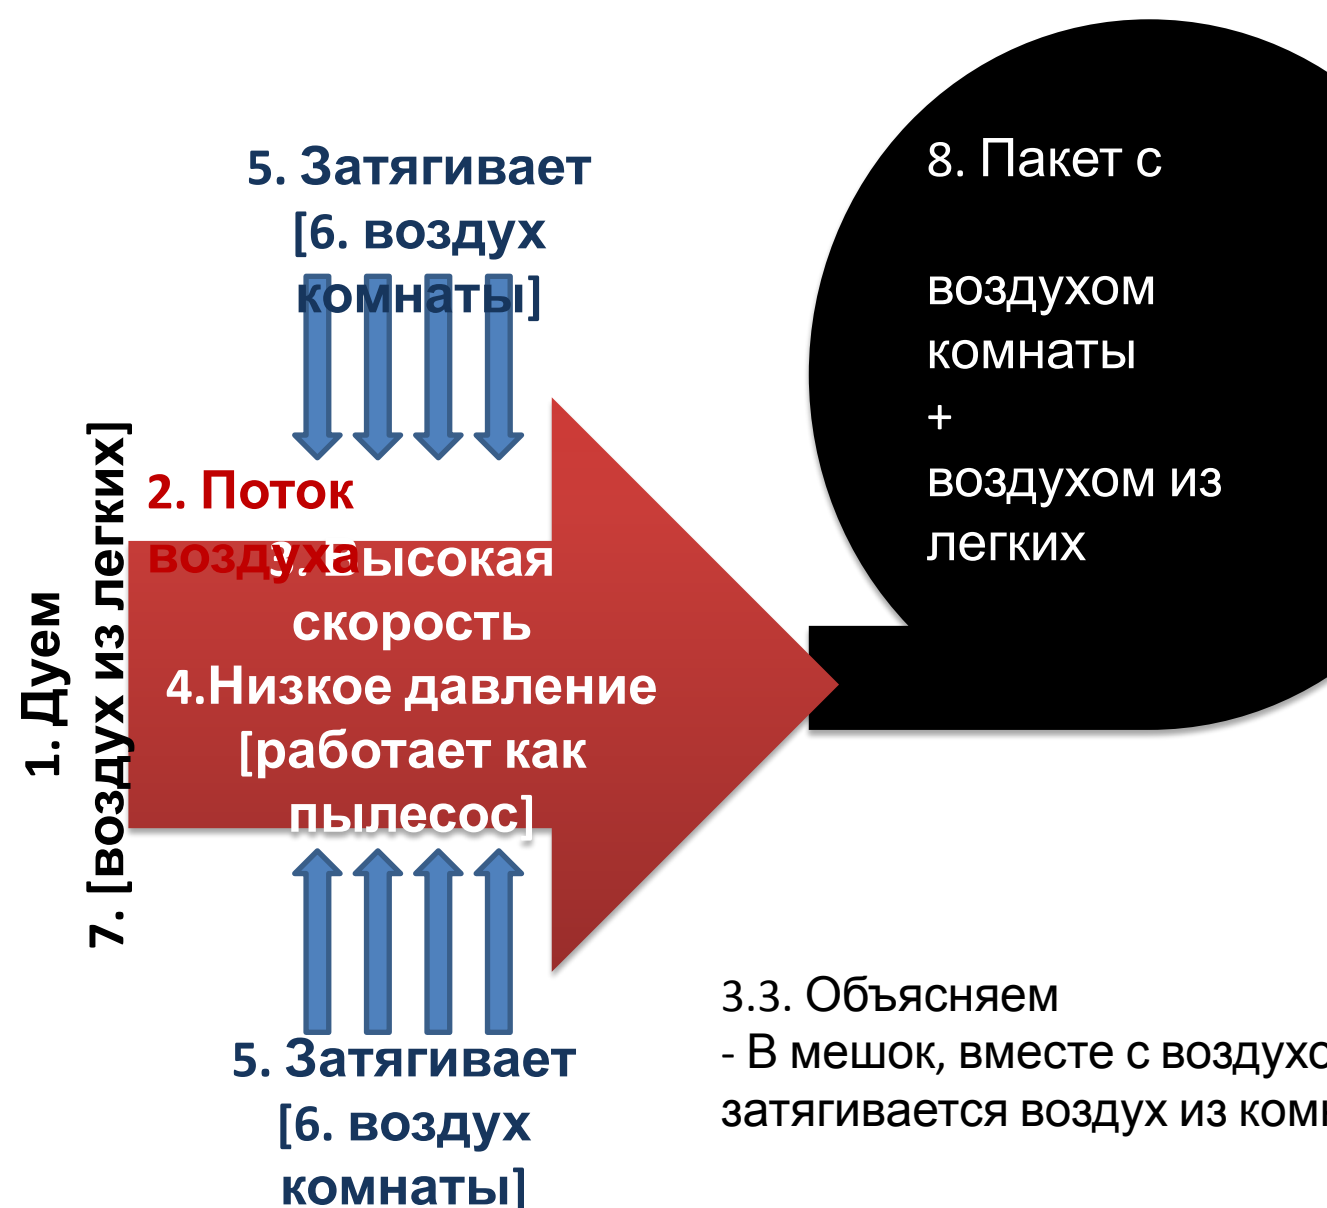 5. Затягивает
[6. воздух
комнаты]
8. Пакет с
воздухом
комнаты
+
воздухом из
легких
1. Дуем
7. [воздух из легких]
2. Поток
воздуха
3. Высокая
скорость
4.Низкое давление
[работает как
пылесос]
5. Затягивает
[6. воздух
комнаты]
3.3. Объясняем
- В мешок, вместе с
затягивается воздух из